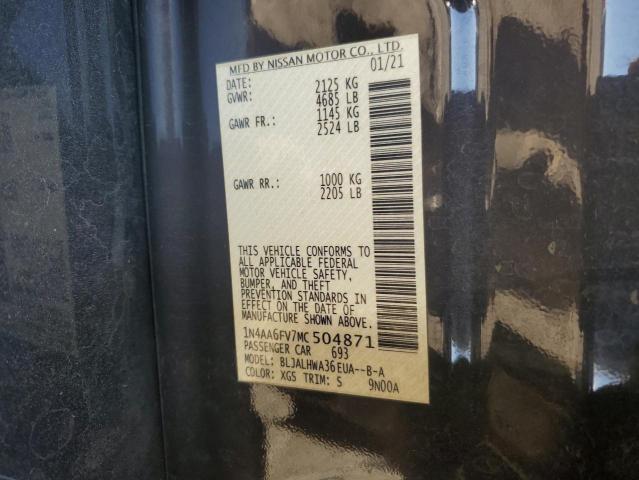 MFD BY NISSAN MOTOR CO., LTD.
DATE: 01/21
GVWR: 2125 KG
4685 LB
GAWR FR.: 1145 KG
2524 LB
GAWR RR.: 1000 KG
2205 LB
THIS VEHICLE CONFORMS TO
ALL APPLICABLE FEDERAL
MOTOR VEHICLE SAFETY,
BUMPER, AND THEFT
PREVENTION STANDARDS IN
EFFECT ON THE DATE OF
MANUFACTURE SHOWN ABOVE.
1N4AA6FV7MC504871
PASSENGER CAR 693
MODEL: BLJALHWA36EUA--B-A
COLOR: XGS TRIM: S 9N00A